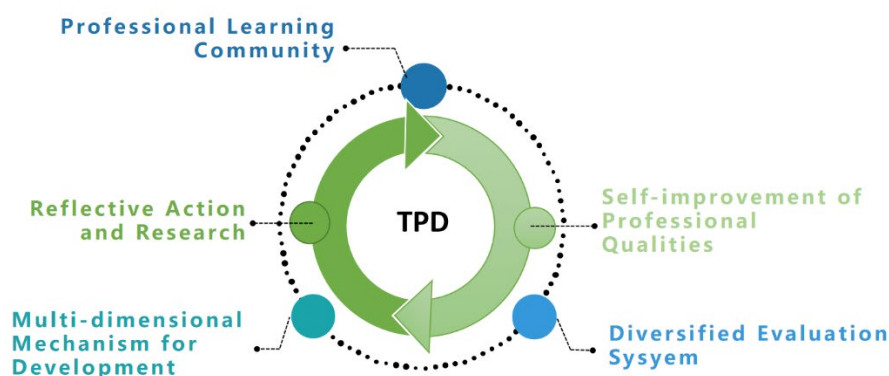 Professional Learning
Community
Reflective Action
and Research
TPD
Self-improvement of
Professional
Qualities
Multi-dimensional
Mechanism for
Development
Diversified Evaluation
Sysyem